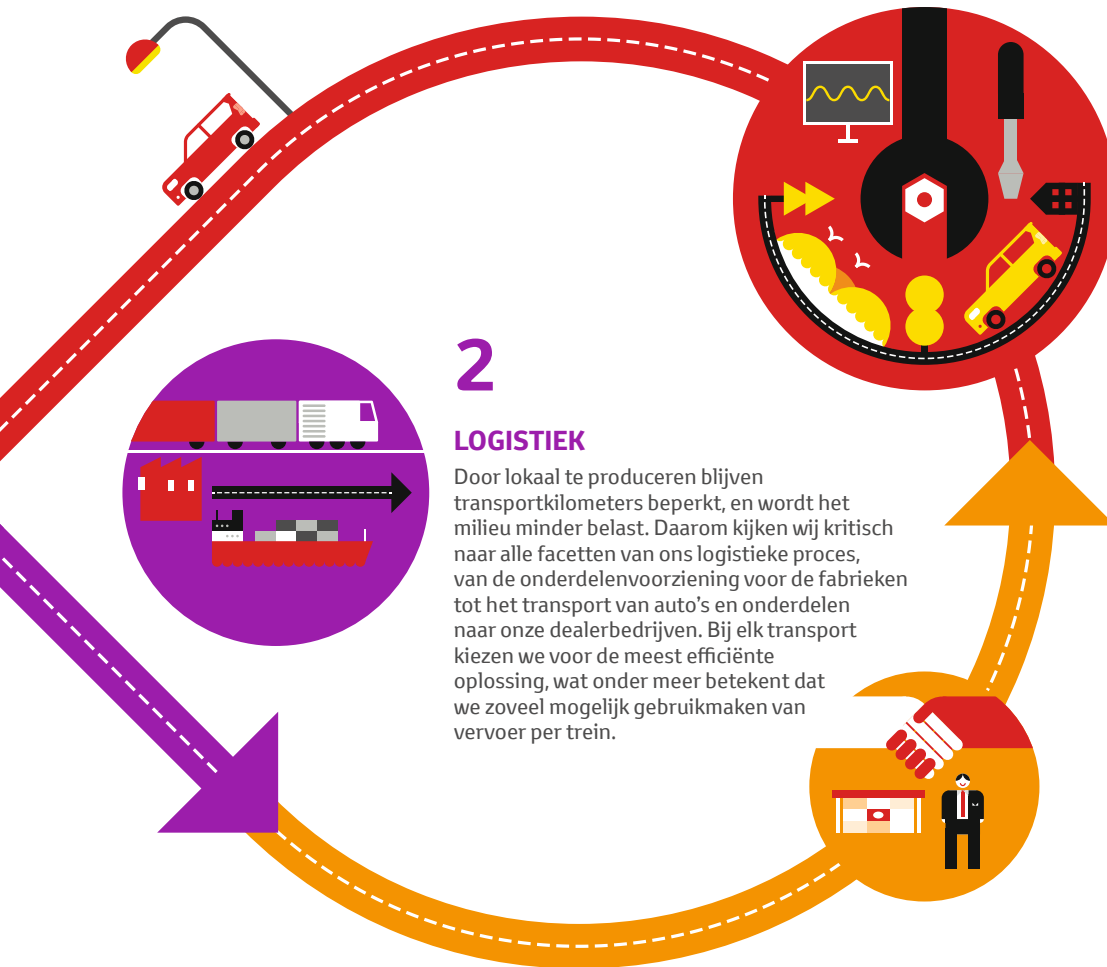 2
LOGISTIEK
Door lokaal te produceren blijven
transportkilometers beperkt, en wordt het
milieu minder belast. Daarom kijken wij kritisch
naar alle facetten van ons logistieke proces,
van de onderdelenvoorziening voor de fabrieken
tot het transport van auto’s en onderdelen
naar onze dealerbedrijven. Bij elk transport
kiezen we voor de meest efficiënte
oplossing, wat onder meer betekent dat
we zoveel mogelijk gebruikmaken van
vervoer per trein.